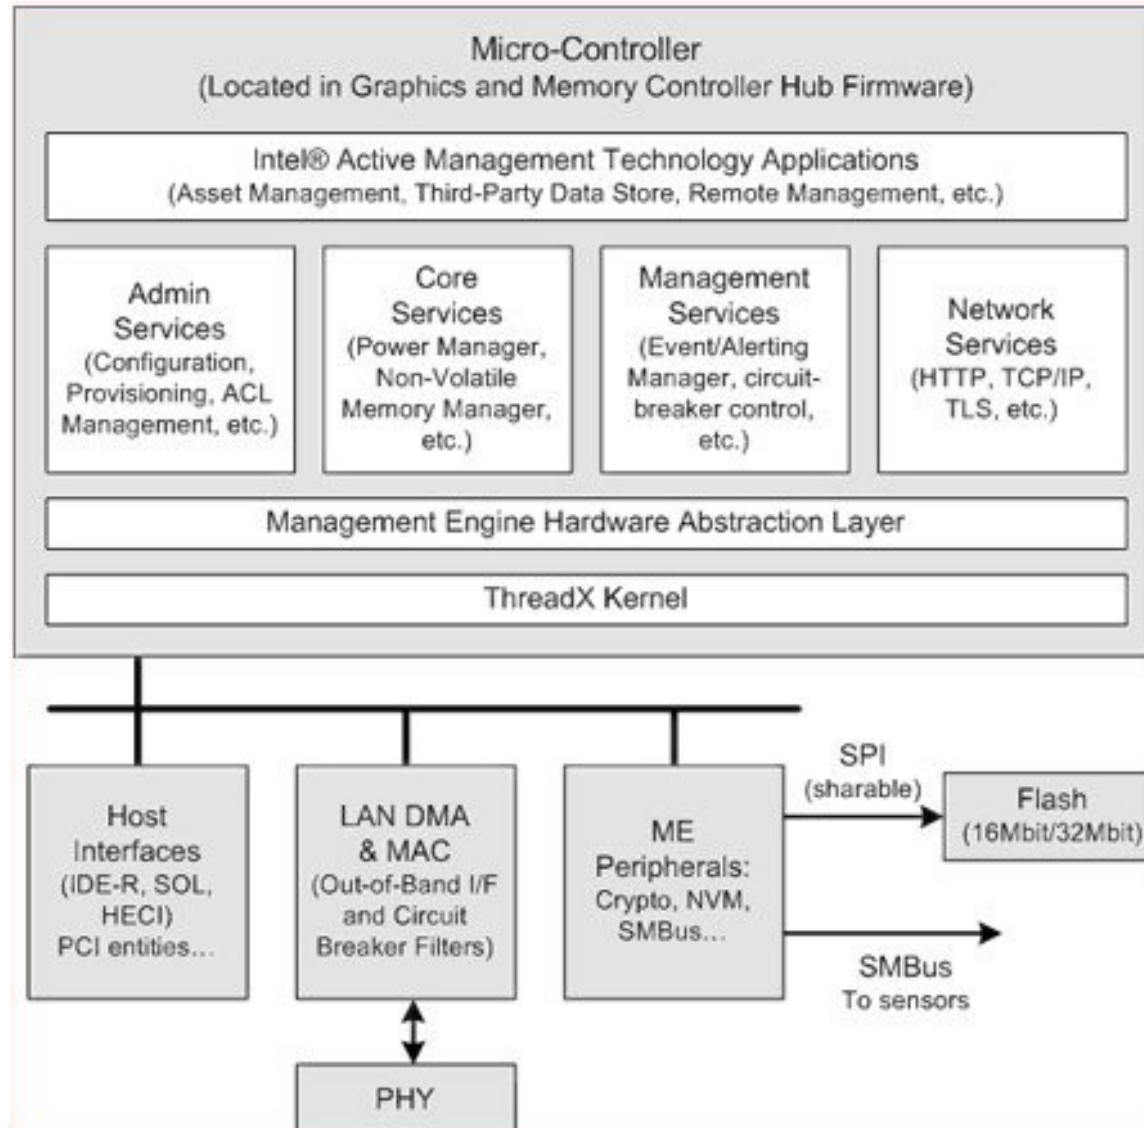 Micro-Controller
(Located in Graphics and Memory Controller Hub Firmware)
Intel® Active Management Technology Applications
(Asset Management, Third-Party Data Store, Remote Management, etc.)
Admin
Services
(Configuration,
Provisioning, ACL
Management, etc.)
Core
Services
(Power Manager,
Non-Volatile
Memory Manager,
etc.)
Management
Services
(Event/Alerting
Manager, circuit-
breaker control,
etc.)
Network
Services
(HTTP, TCP/IP,
TLS, etc.)
Management Engine Hardware Abstraction Layer
ThreadX Kernel
Host
Interfaces
(IDE-R, SOL,
HECI)
PCI entities...
LAN DMA
& MAC
(Out-of-Band I/F
and Circuit
Breaker Filters)
ME
Peripherals:
Crypto, NVM,
SMBus...
SPI
(sharable)
Flash
(16Mbit/32Mbit)
SMBus
To sensors
PHY